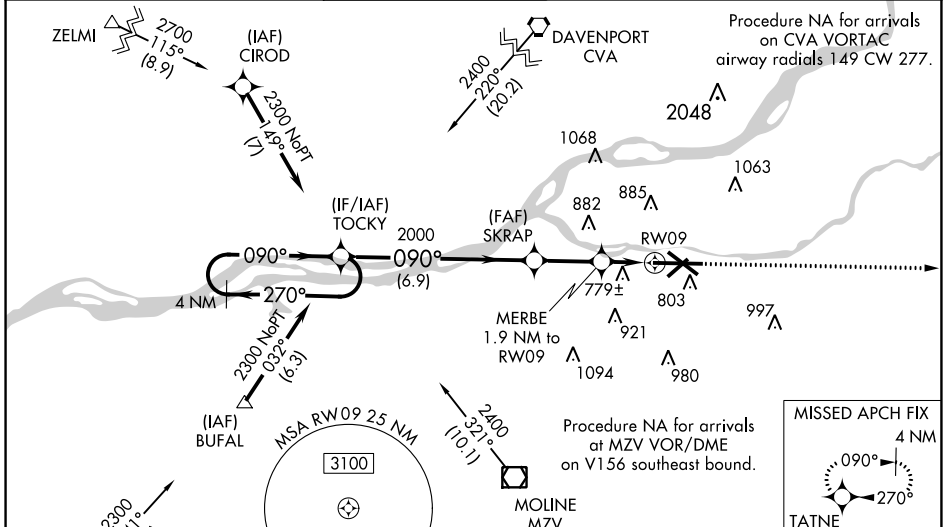 ZELMI
2700
115°
(8.9)
(IAF)
CIROD
2300 NoPT
149°
(7)
DAVENPORT
CVA
2400
220°
(20.2)
Procedure NA for arrivals
on CVA VORTAC
airway radials 149 CW 277.
2048
1068
1063
885
882
(IF/IAF)
TOCKY
2000
090°
(6.9)
(FAF)
SKRAP
RW09
090°
270°
4 NM
779±
803
MERBE
1.9 NM to
RW09
921
997
1094
980
2300 NoPT
032°
(6.3)
(IAF)
BUFAL
MSA RW09 25 NM
3100
2400
321°
(10.1)
MOLINE
MZV
Procedure NA for arrivals
at MZV VOR/DME
on V156 southeast bound.
MISSED APCH FIX
4 NM
090°
270°
TATNE
2300